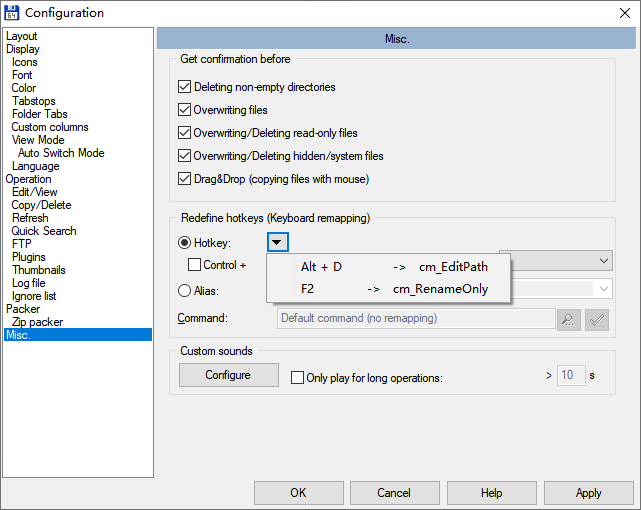 Configuration
Layout
Display
Icons
Font
Color
Tabstops
Folder Tabs
Custom columns
View Mode
Auto Switch Mode
Language
Operation
Edit/View
Copy/Delete
Refresh
Quick Search
FTP
Plugins
Thumbnails
Log file
Ignore list
Packer
Zip packer
Misc.
Misc.
Get confirmation before
Deleting non-empty directories
Overwriting files
Overwriting/Deleting read-only files
Overwriting/Deleting hidden/system files
Drag&Drop (copying files with mouse)
Redefine hotkeys (Keyboard remapping)
Hotkey:
Control +
Alt + D -> cm_EditPath
F2 -> cm_RenameOnly
Alias:
Command: Default command (no remapping)
Custom sounds
Configure Only play for long operations: > 10 s
OK Cancel Help Apply